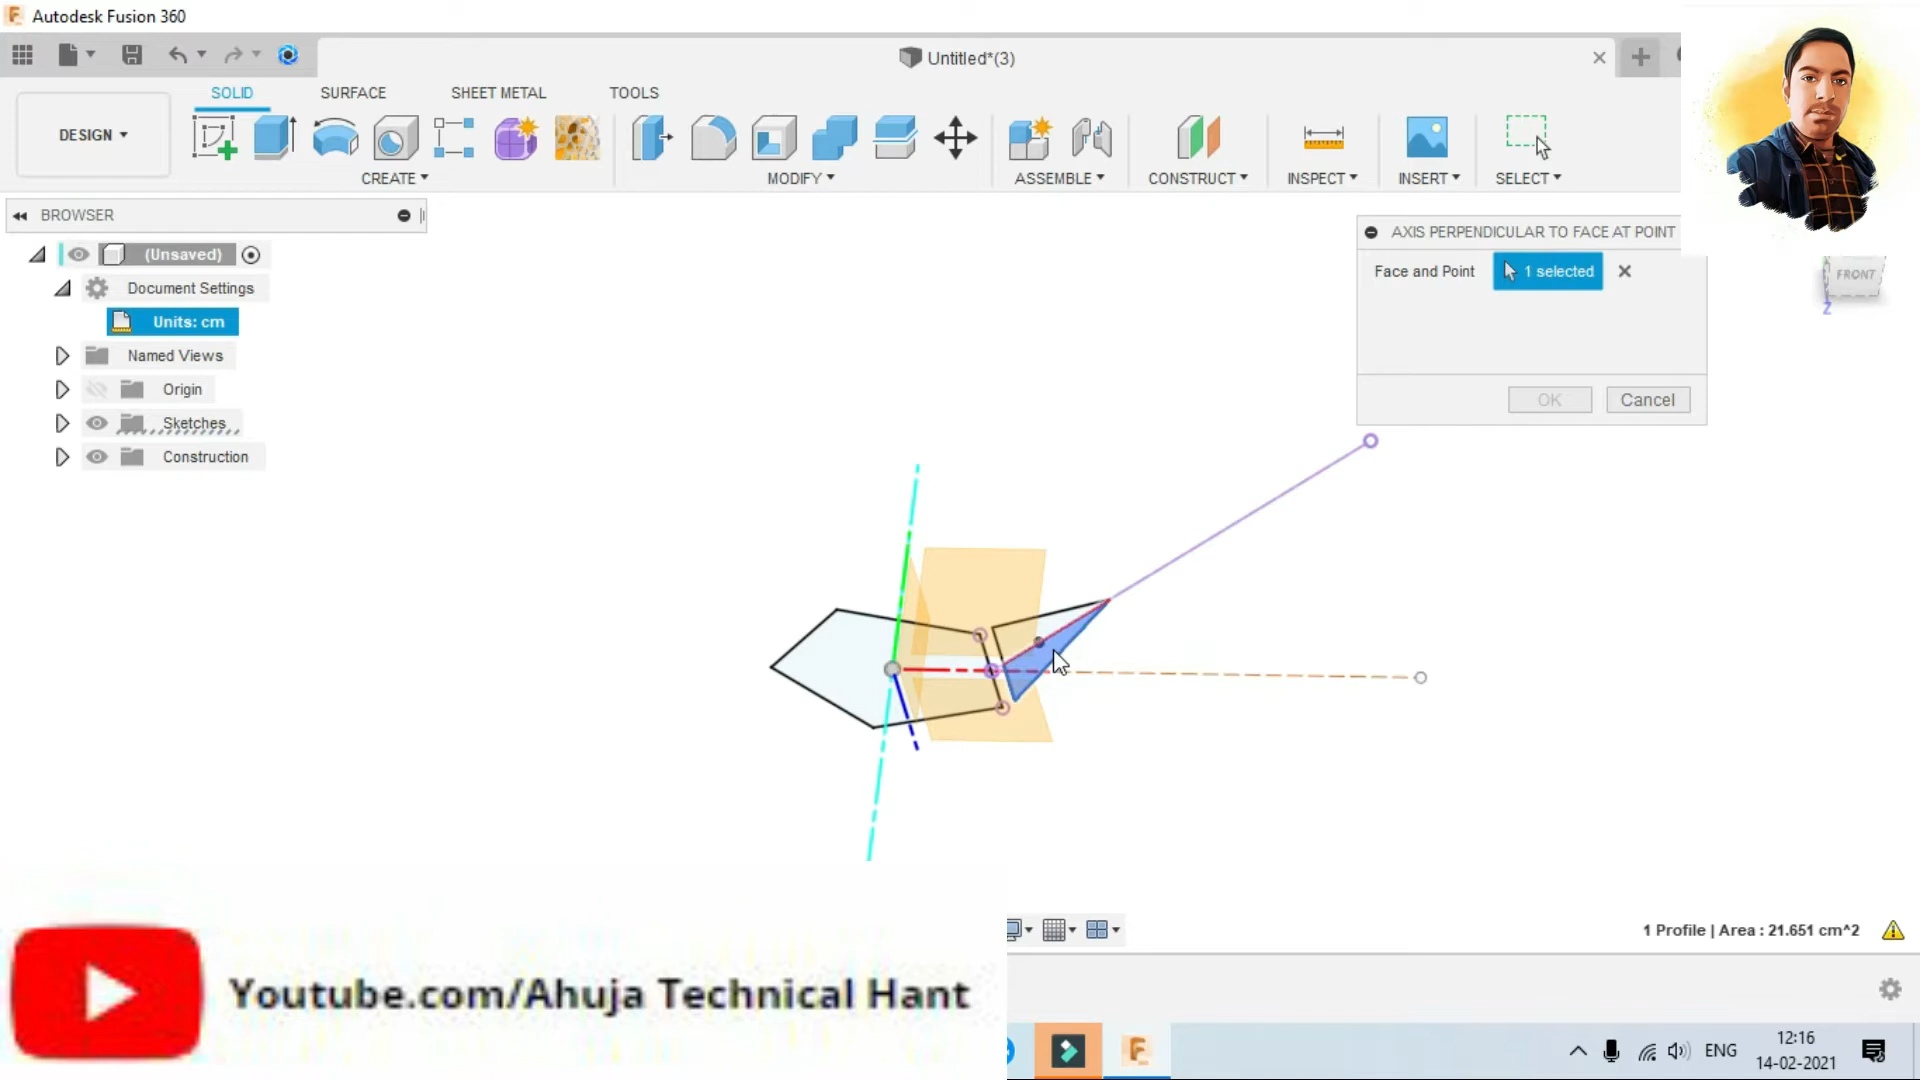 Autodesk Fusion 360
Untitled*(3)
SOLID SURFACE SHEET METAL TOOLS
DESIGN
CREATE MODIFY ASSEMBLE CONSTRUCT INSPECT INSERT SELECT
BROWSER
(Unsaved)
Document Settings
Units: cm
Named Views
Origin
Sketches
Construction
AXIS PERPENDICULAR TO FACE AT POINT
Face and Point 1 selected
OK Cancel
FRONT
Z
1 Profile | Area : 21.651 cm^2
Youtube.com/Ahuja Technical Hant
ENG
12:16
14-02-2021